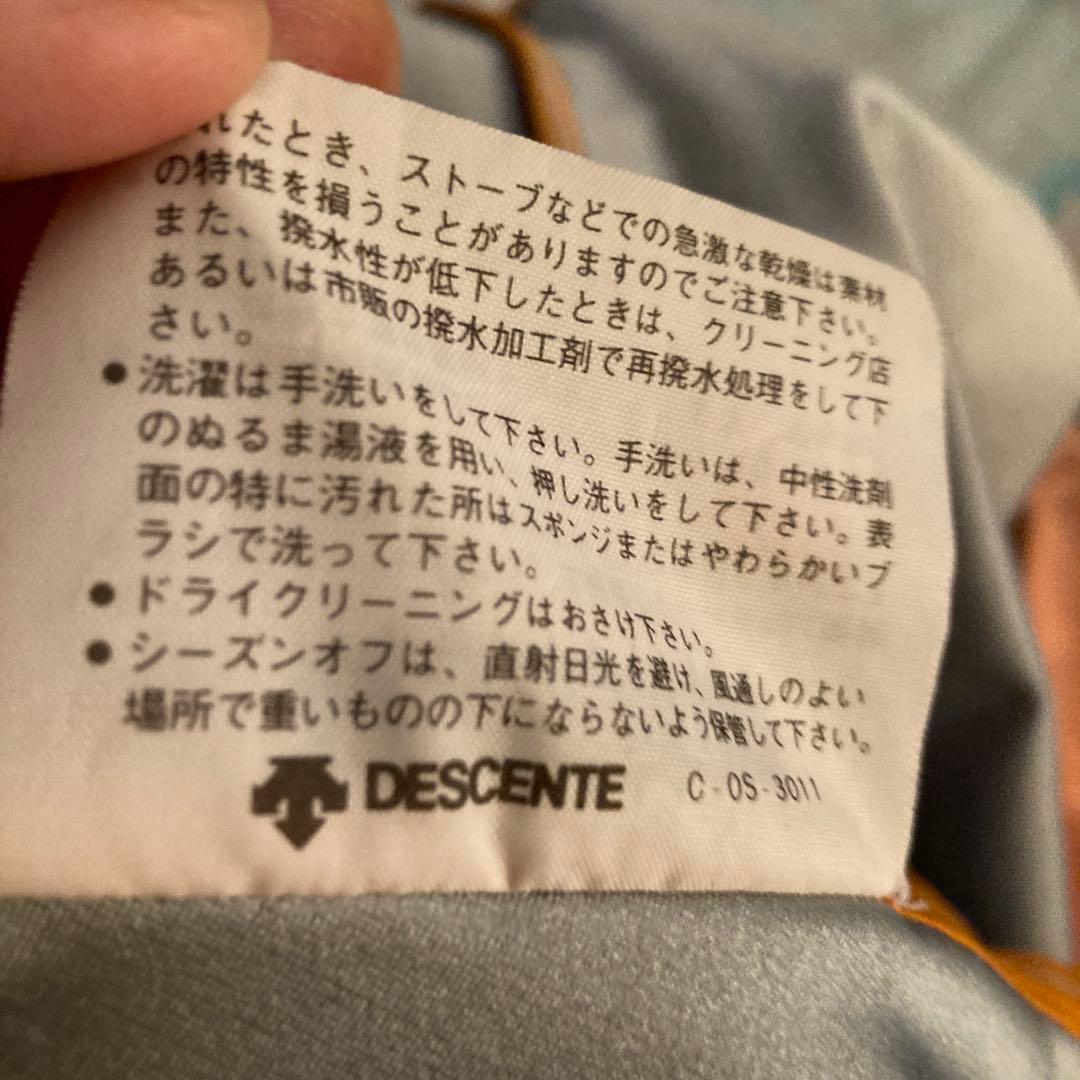 れたとき、ストーブなどでの急激な乾燥は素材
の特性を損うことがありますのでご注意下さい。
また、撥水性が低下したときは、クリーニング店
あるいは市販の撥水加工剤で再撥水処理をして下
さい。
●洗濯は手洗いをして下さい。手洗いは、中性洗剤
のぬるま湯液を用い、押し洗いをして下さい。表
面の特に汚れた所はスポンジまたはやわらかいブ
ラシで洗って下さい。
●ドライクリーニングはおさけ下さい。
●シーズンオフは、直射日光を避け、風通しのよい
場所で重いものの下にならないよう保管して下さい。
DESCENTE C-OS-3011